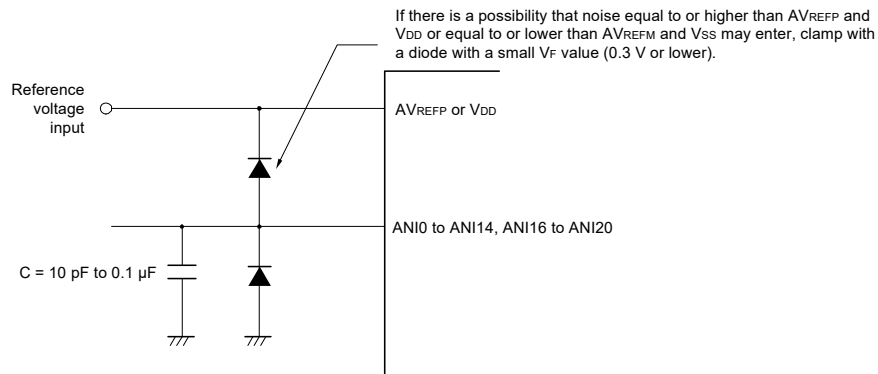 If there is a possibility that noise equal to or higher than AVREFP and
VDD or equal to or lower than AVREFM and VSS may enter, clamp with
a diode with a small VF value (0.3 V or lower).
Reference
voltage
input
AVREFP or VDD
ANI0 to ANI14, ANI16 to ANI20
C = 10 pF to 0.1 µF